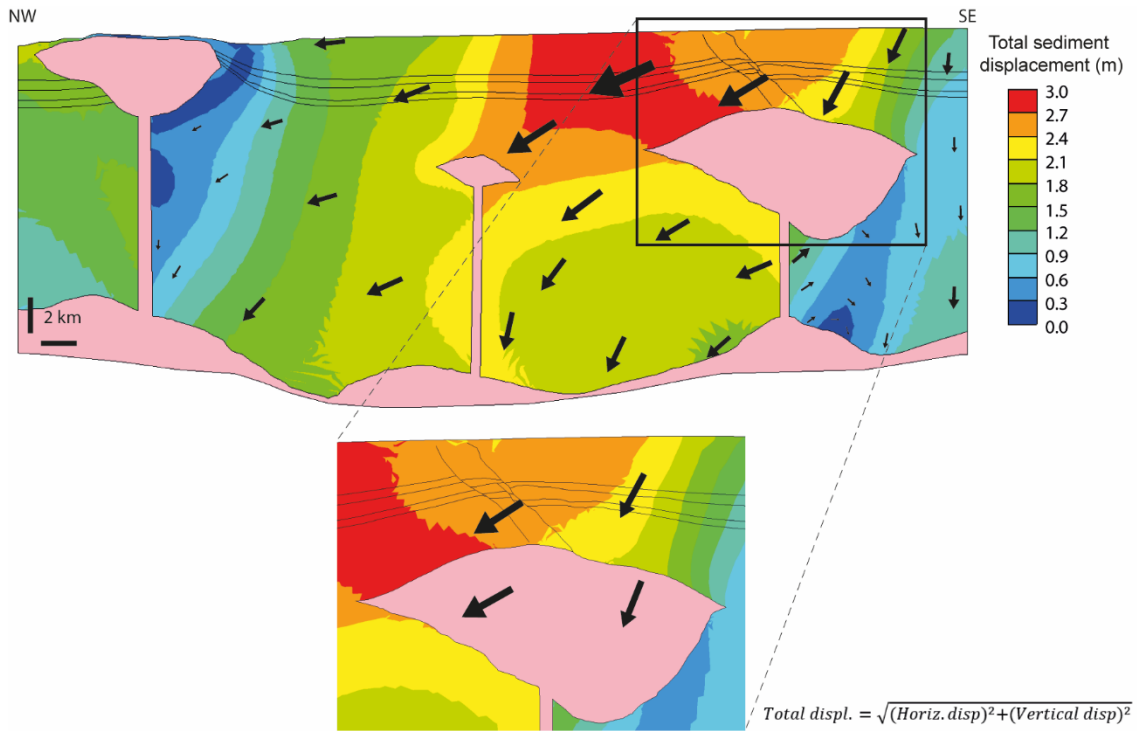 NW
SE
Total sediment
displacement (m)
3.0
2.7
2.4
2.1
1.8
1.5
1.2
0.9
0.6
0.3
0.0
2 km
Total displ. = √(Horiz. disp)²+(Vertical disp)²